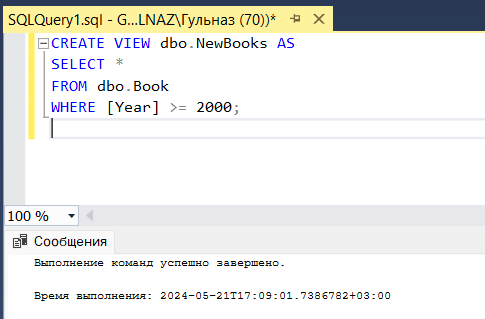 SQLQuery1.sql - G...LNAZ\Гульназ (70))*
CREATE VIEW dbo.NewBooks AS
SELECT *
FROM dbo.Book
WHERE [Year] >= 2000;
100 %
Сообщения
Выполнение команд успешно завершено.
Время выполнения: 2024-05-21T17:09:01.7386782+03:00